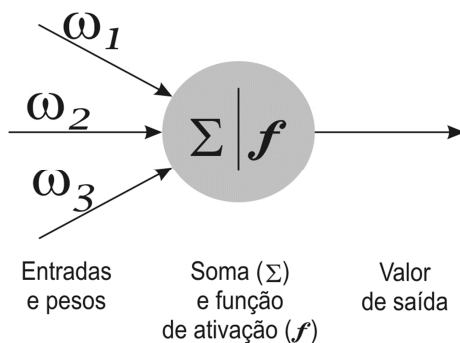 ω1
ω2
ω3
Σ f
Entradas
e pesos
Soma (Σ)
e função
de ativação (f)
Valor
de saída